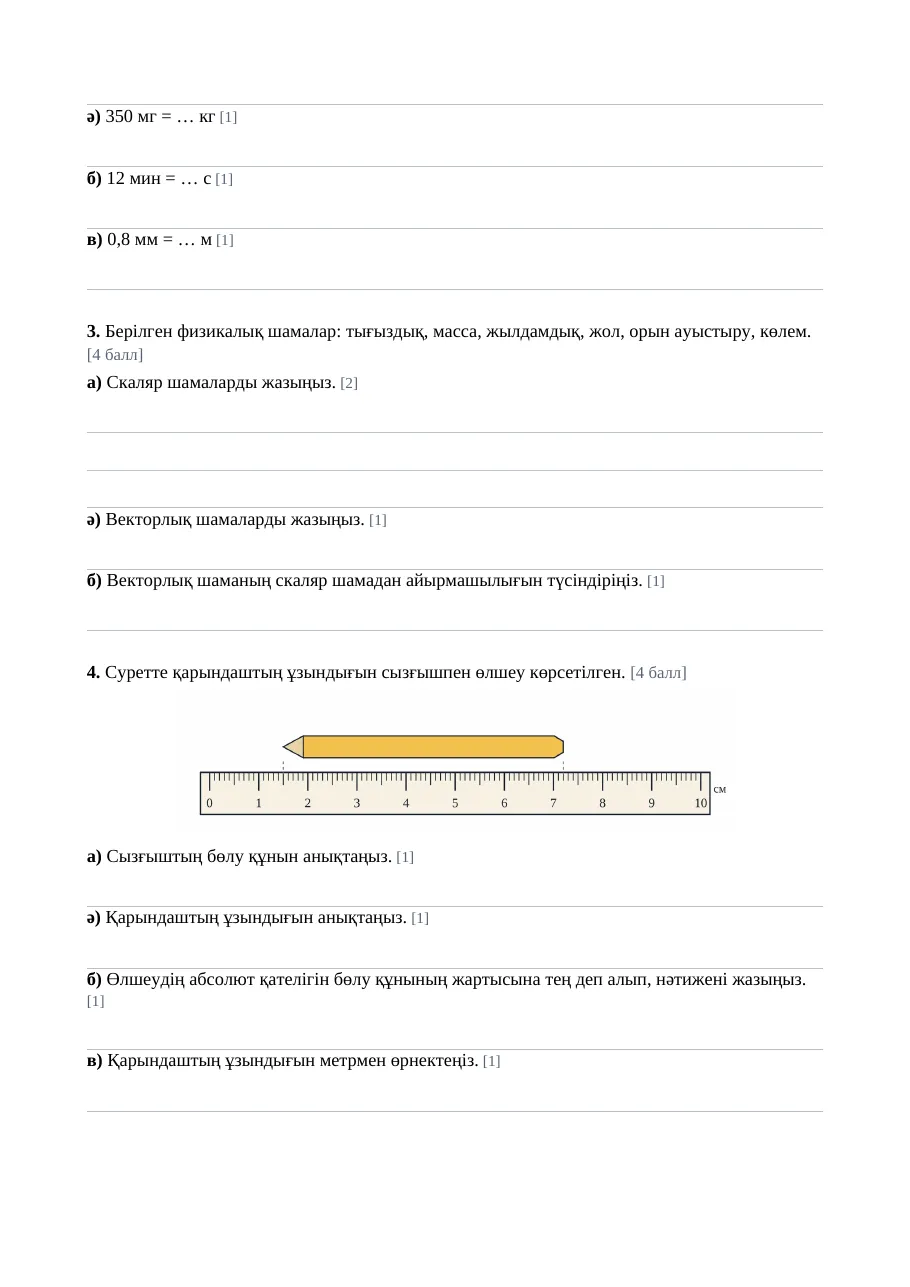 ә) 350 мг = … кг [1]
б) 12 мин = … с [1]
в) 0,8 мм = … м [1]
3. Берілген физикалық шамалар: тығыздық, масса, жылдамдық, жол, орын ауыстыру, көлем.
[4 балл]
а) Скаляр шамаларды жазыңыз. [2]
ә) Векторлық шамаларды жазыңыз. [1]
б) Векторлық шаманың скаляр шамадан айырмашылығын түсіндіріңіз. [1]
4. Суретте қарындаштың ұзындығын сызғышпен өлшеу көрсетілген. [4 балл]
0 1 2 3 4 5 6 7 8 9 10 см
а) Сызғыштың бөлу құнын анықтаңыз. [1]
ә) Қарындаштың ұзындығын анықтаңыз. [1]
б) Өлшеудің абсолют қателігін бөлу құнының жартысына тең деп алып, нәтижені жазыңыз.
[1]
в) Қарындаштың ұзындығын метрмен өрнектеңіз. [1]